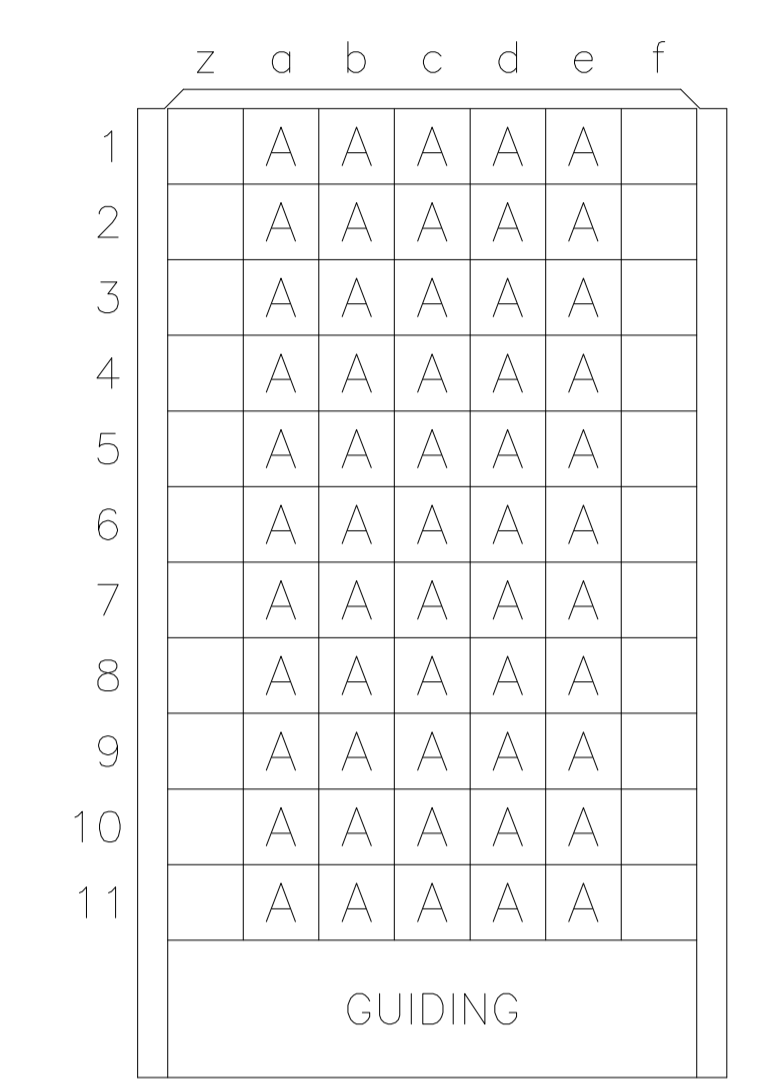 z a b c d e f
1 A A A A A
2 A A A A A
3 A A A A A
4 A A A A A
5 A A A A A
6 A A A A A
7 A A A A A
8 A A A A A
9 A A A A A
10 A A A A A
11 A A A A A
GUIDING